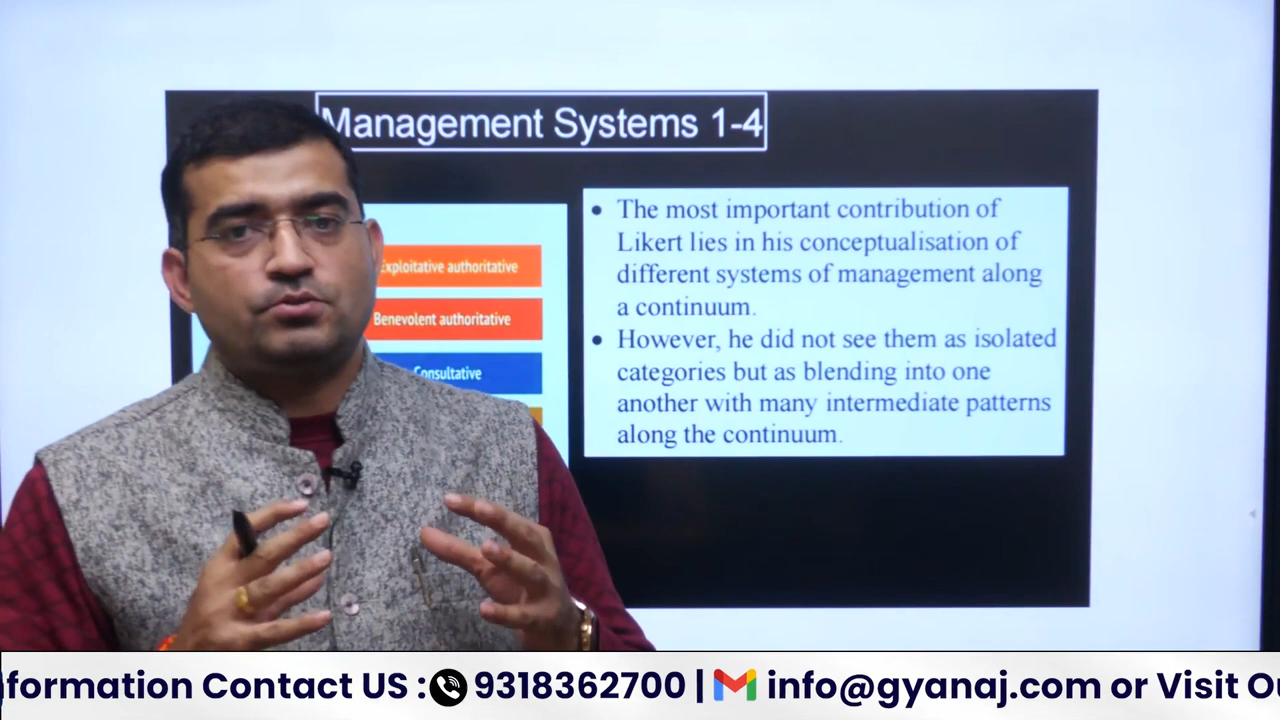 Management Systems 1-4
Exploitative authoritative
Benevolent authoritative
Consultative
• The most important contribution of
Likert lies in his conceptualisation of
different systems of management along
a continuum.
• However, he did not see them as isolated
categories but as blending into one
another with many intermediate patterns
along the continuum.
nformation Contact US : 9318362700 | info@gyanaj.com or Visit Ou